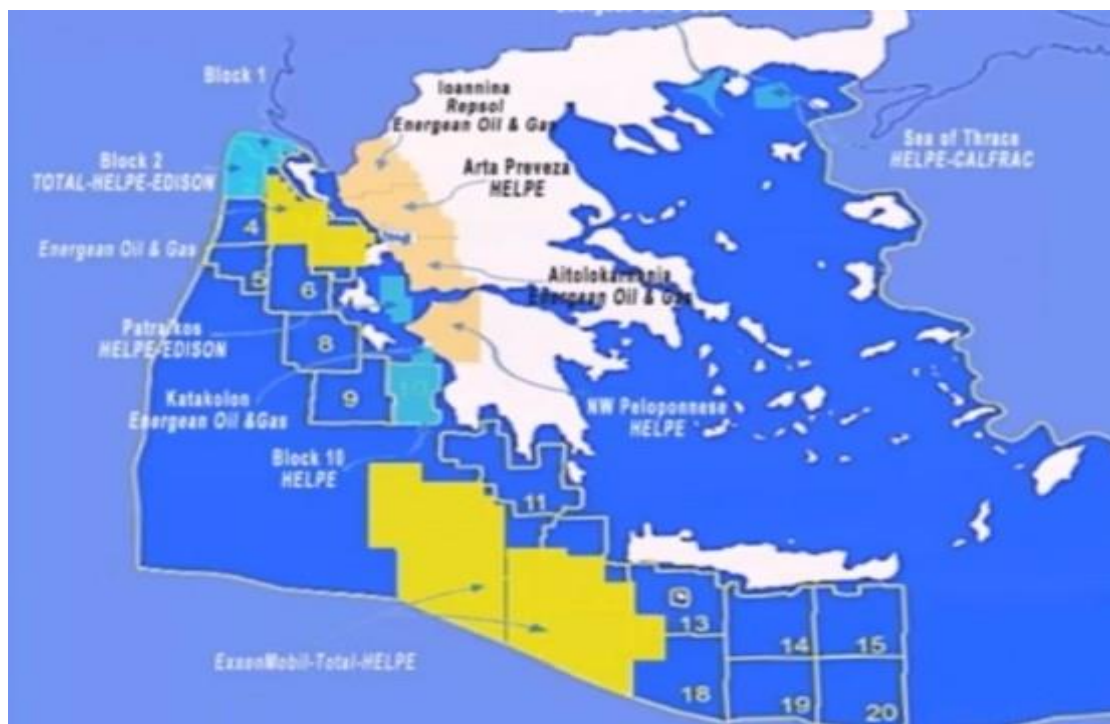 Block 1
Ioannina
Repsol
Energean Oil & Gas
Block 2
TOTAL-HELPE-EDISON
Arta Preveza
HELPE
Sea of Thrace
HELPE-CALFRAC
4
Energean Oil & Gas
5
6
Aitolokarnania
Energean Oil & Gas
Patraikos
HELPE-EDISON
8
Katakolon
Energean Oil &Gas
9
10
NW Peloponnese
HELPE
Block 10
HELPE
11
13
14
15
ExxonMobil-Total-HELPE
18
19
20